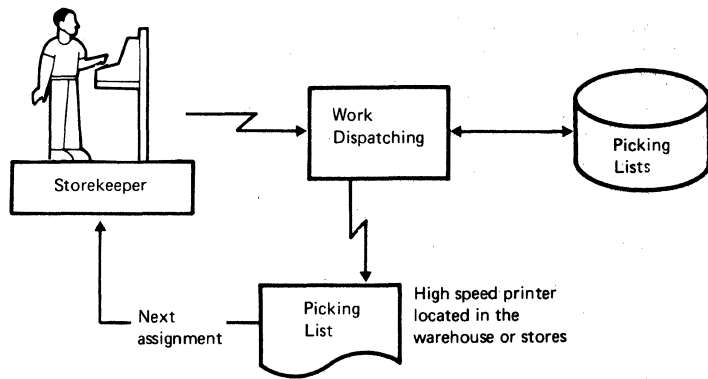 Work
Dispatching
Picking
Lists
Storekeeper
Picking
List
High speed printer
located in the
warehouse or stores
Next
assignment